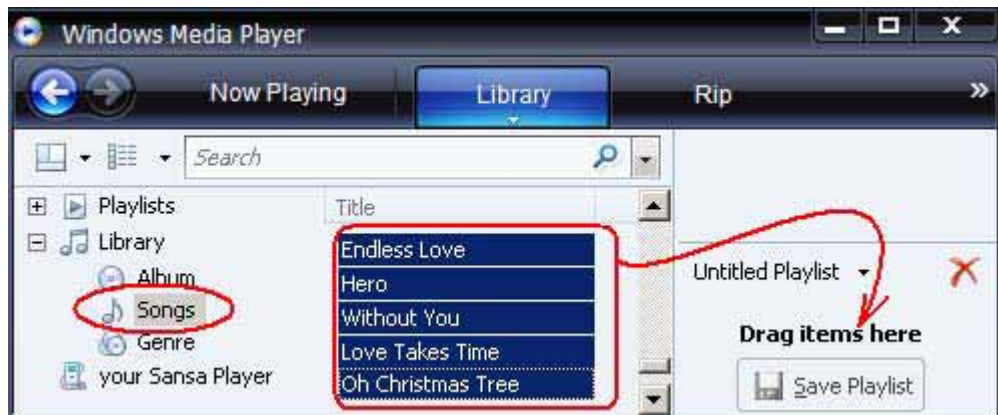 Windows Media Player
Now Playing Library Rip »
Search
Playlists
Library
Album
Songs
Genre
your Sansa Player
Title
Endless Love
Hero
Without You
Love Takes Time
Oh Christmas Tree
Untitled Playlist
Drag items here
Save Playlist